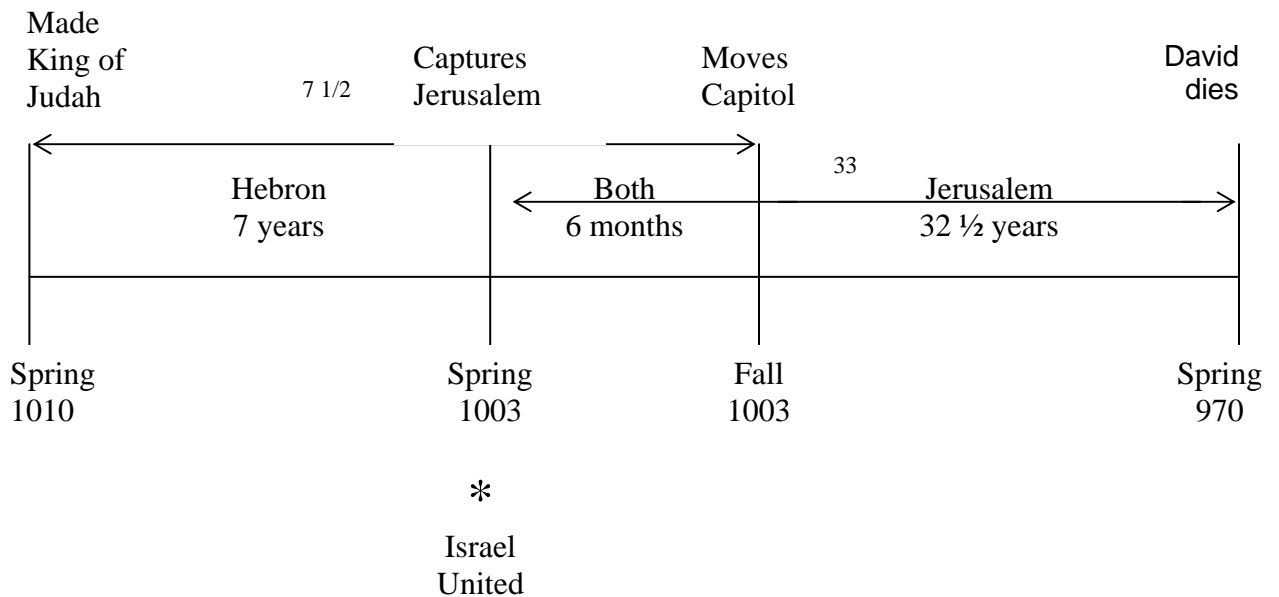 Made
King of
Judah
7 1/2
Captures
Jerusalem
Moves
Capitol
David
dies
Hebron
7 years
Both
6 months
33
Jerusalem
32 ½ years
Spring
1010
Spring
1003
Fall
1003
Spring
970
*
Israel
United